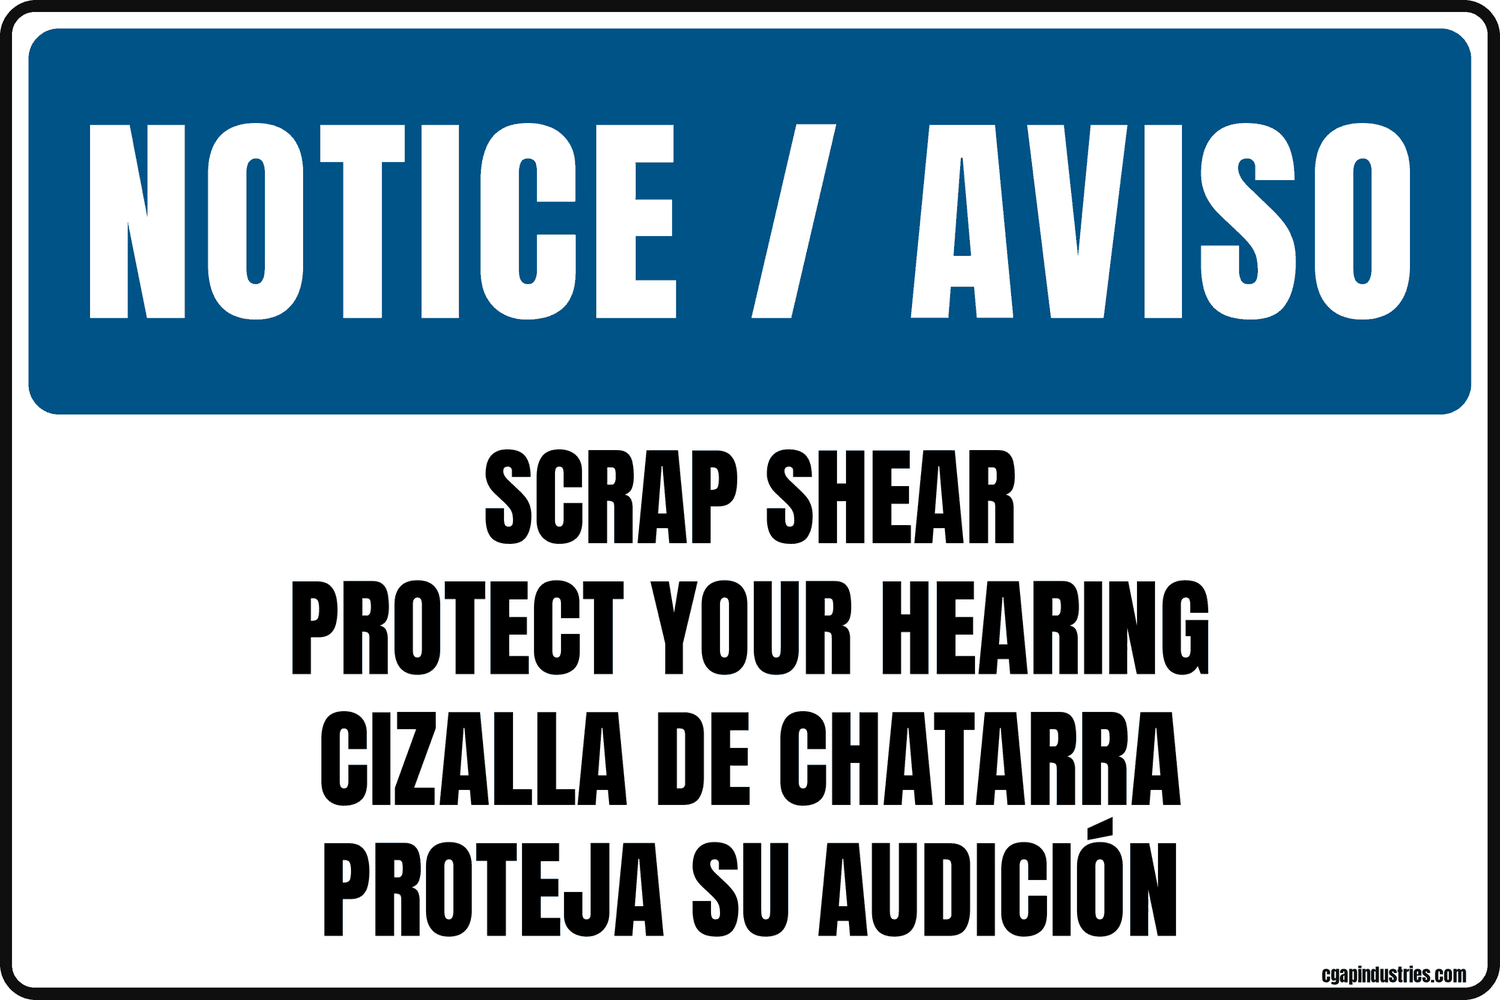 NOTICE / AVISO
SCRAP SHEAR
PROTECT YOUR HEARING
CIZALLA DE CHATARRA
PROTEJA SU AUDICIÓN
cgapindustries.com